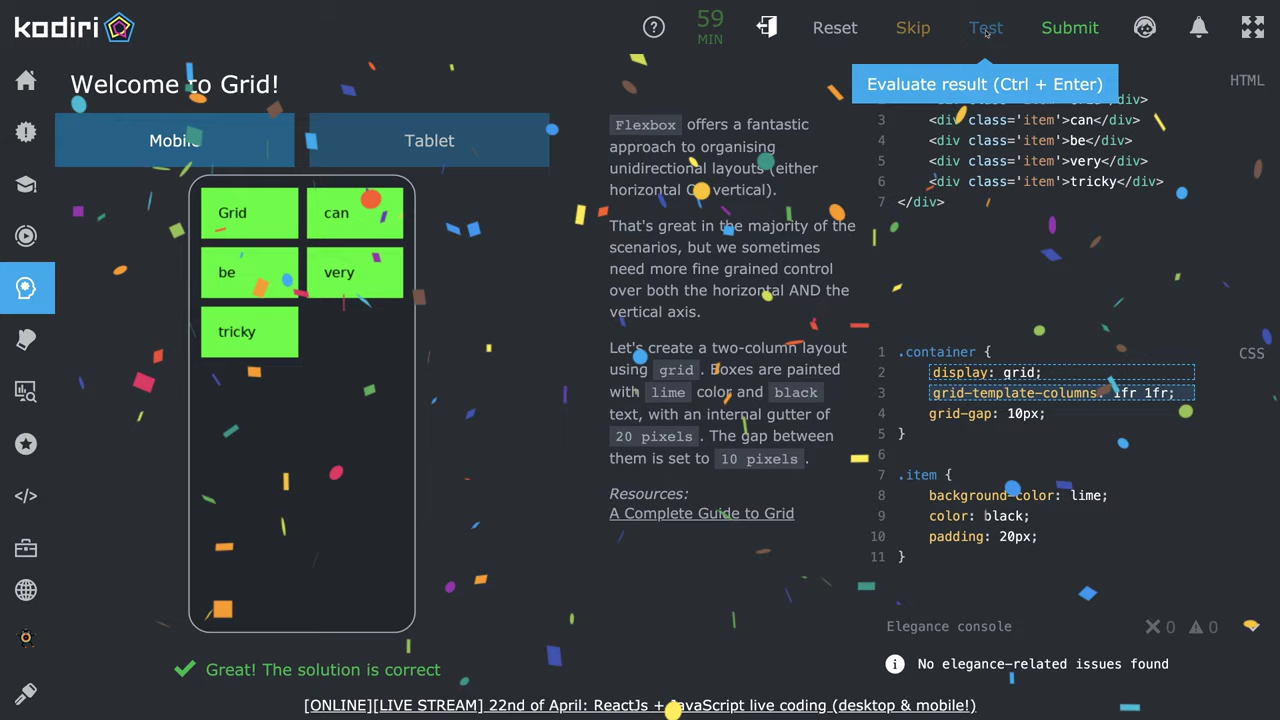 kodiri
59
MIN
Reset
Skip
Test
Submit
Evaluate result (Ctrl + Enter)
Welcome to Grid!
Mobile
Tablet
Grid
can
be
very
tricky
Great! The solution is correct
Flexbox offers a fantastic
approach to organising
unidirectional layouts (either
horizontal OR vertical).
That's great in the majority of the
scenarios, but we sometimes
need more fine grained control
over both the horizontal AND the
vertical axis.
Let's create a two-column layout
using grid. Boxes are painted
with lime color and black
text, with an internal gutter of
20 pixels. The gap between
them is set to 10 pixels.
Resources:
A Complete Guide to Grid
HTML
3 <div class='item'>can</div>
4 <div class='item'>be</div>
5 <div class='item'>very</div>
6 <div class='item'>tricky</div>
7 </div>
CSS
1 .container {
2 display: grid;
3 grid-template-columns: 1fr 1fr;
4 grid-gap: 10px;
5 }
6
7 .item {
8 background-color: lime;
9 color: black;
10 padding: 20px;
11 }
Elegance console
0
0
No elegance-related issues found
[ONLINE][LIVE STREAM] 22nd of April: ReactJs + JavaScript live coding (desktop & mobile!)